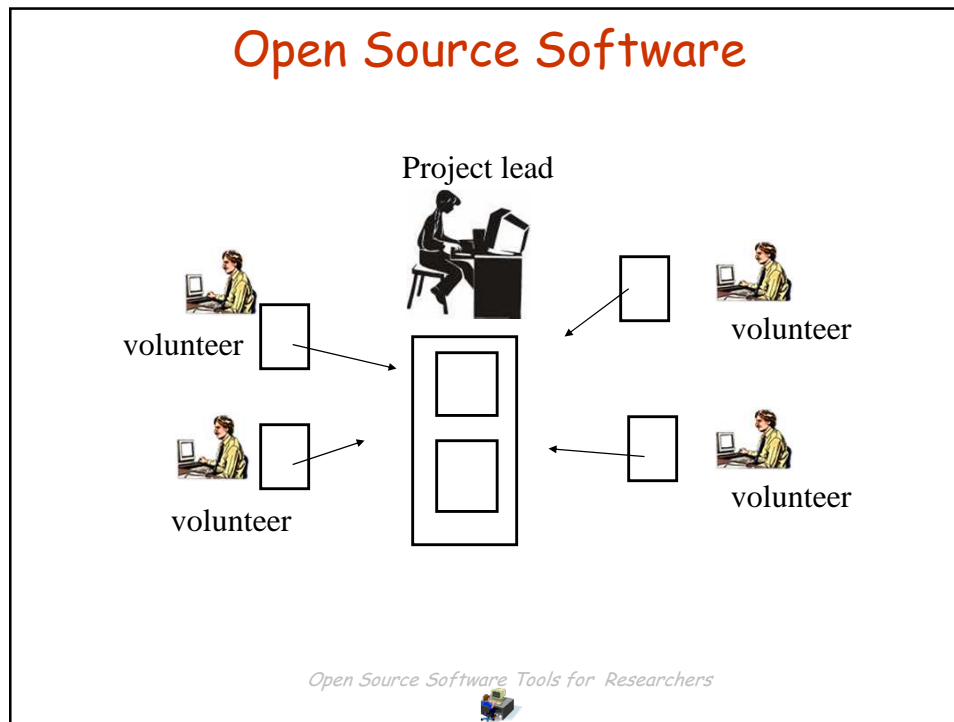 Open Source Software
Project lead
volunteer
volunteer
volunteer
volunteer
Open Source Software Tools for Researchers